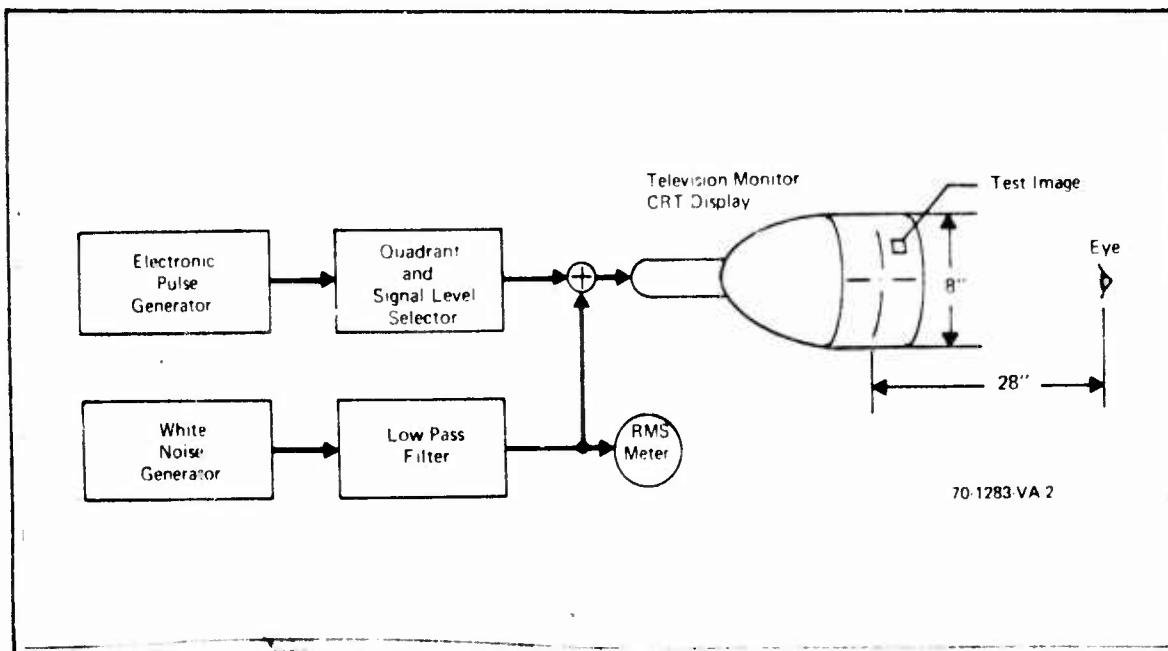 Television Monitor
CRT Display
Test Image
Eye
Electronic
Pulse
Generator
Quadrant
and
Signal Level
Selector
+
8"
28"
White
Noise
Generator
Low Pass
Filter
RMS
Meter
70-1283-VA 2